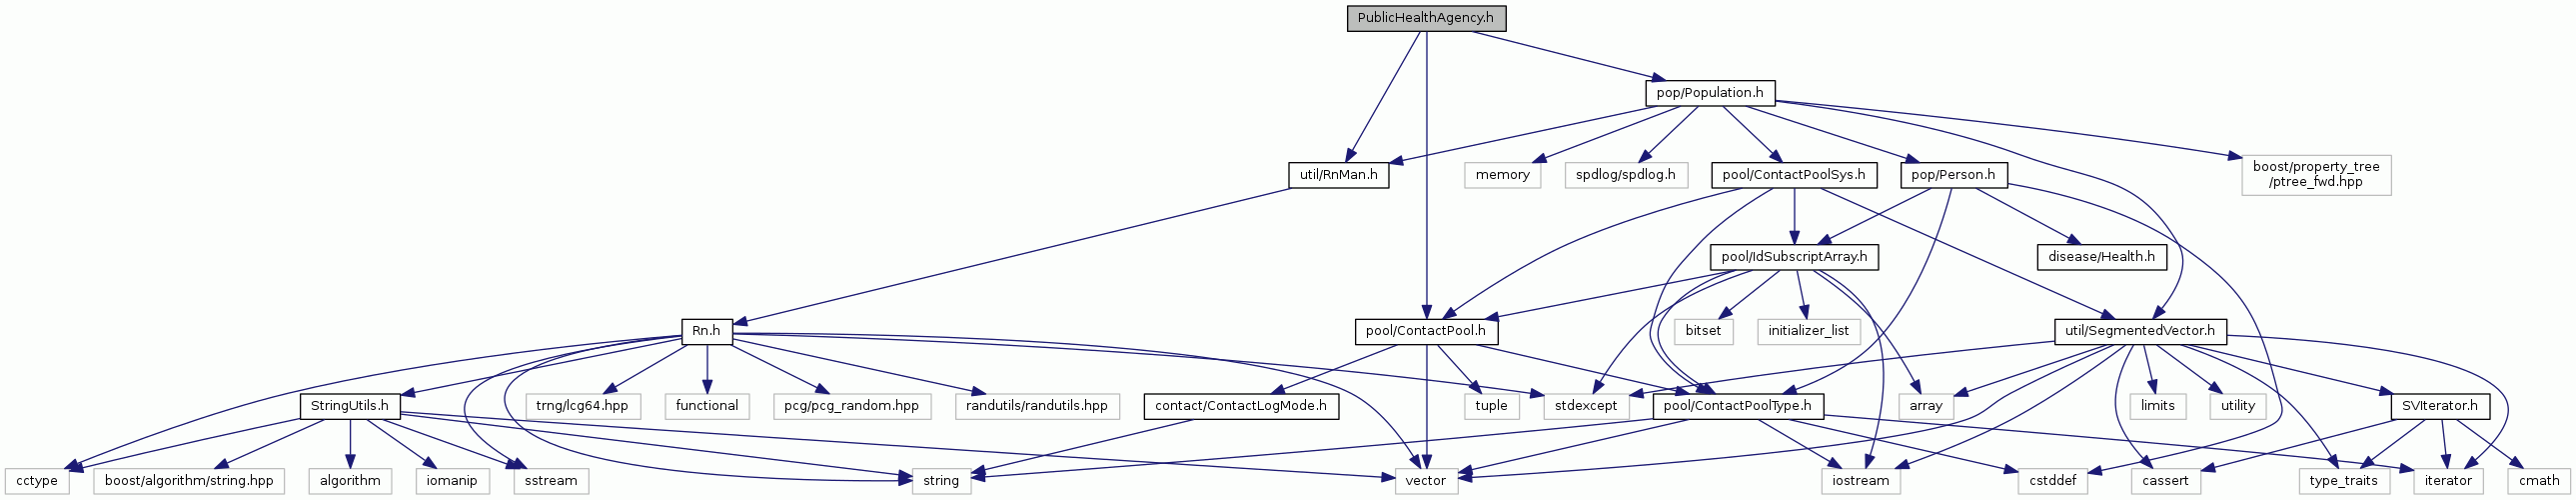 PublicHealthAgency.h
pop/Population.h
util/RnMan.h
memory
spdlog/spdlog.h
pool/ContactPoolSys.h
pop/Person.h
boost/property_tree
/ptree_fwd.hpp
pool/IdSubscriptArray.h
disease/Health.h
Rn.h
pool/ContactPool.h
bitset
initializer_list
util/SegmentedVector.h
StringUtils.h
trng/lcg64.hpp
functional
pcg/pcg_random.hpp
randutils/randutils.hpp
contact/ContactLogMode.h
tuple
stdexcept
pool/ContactPoolType.h
array
limits
utility
SVIterator.h
cctype
boost/algorithm/string.hpp
algorithm
iomanip
sstream
string
vector
iostream
cstddef
cassert
type_traits
iterator
cmath